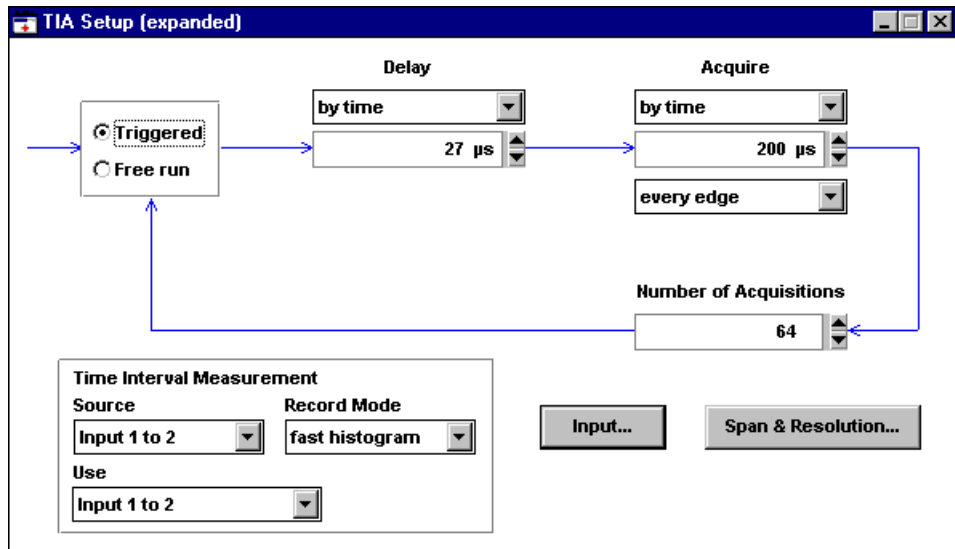 TIA Setup (expanded)
Delay
Acquire
by time
by time
Triggered
27 µs
200 µs
Free run
every edge
Number of Acquisitions
64
Time Interval Measurement
Source
Record Mode
Input 1 to 2
fast histogram
Input...
Span & Resolution...
Use
Input 1 to 2